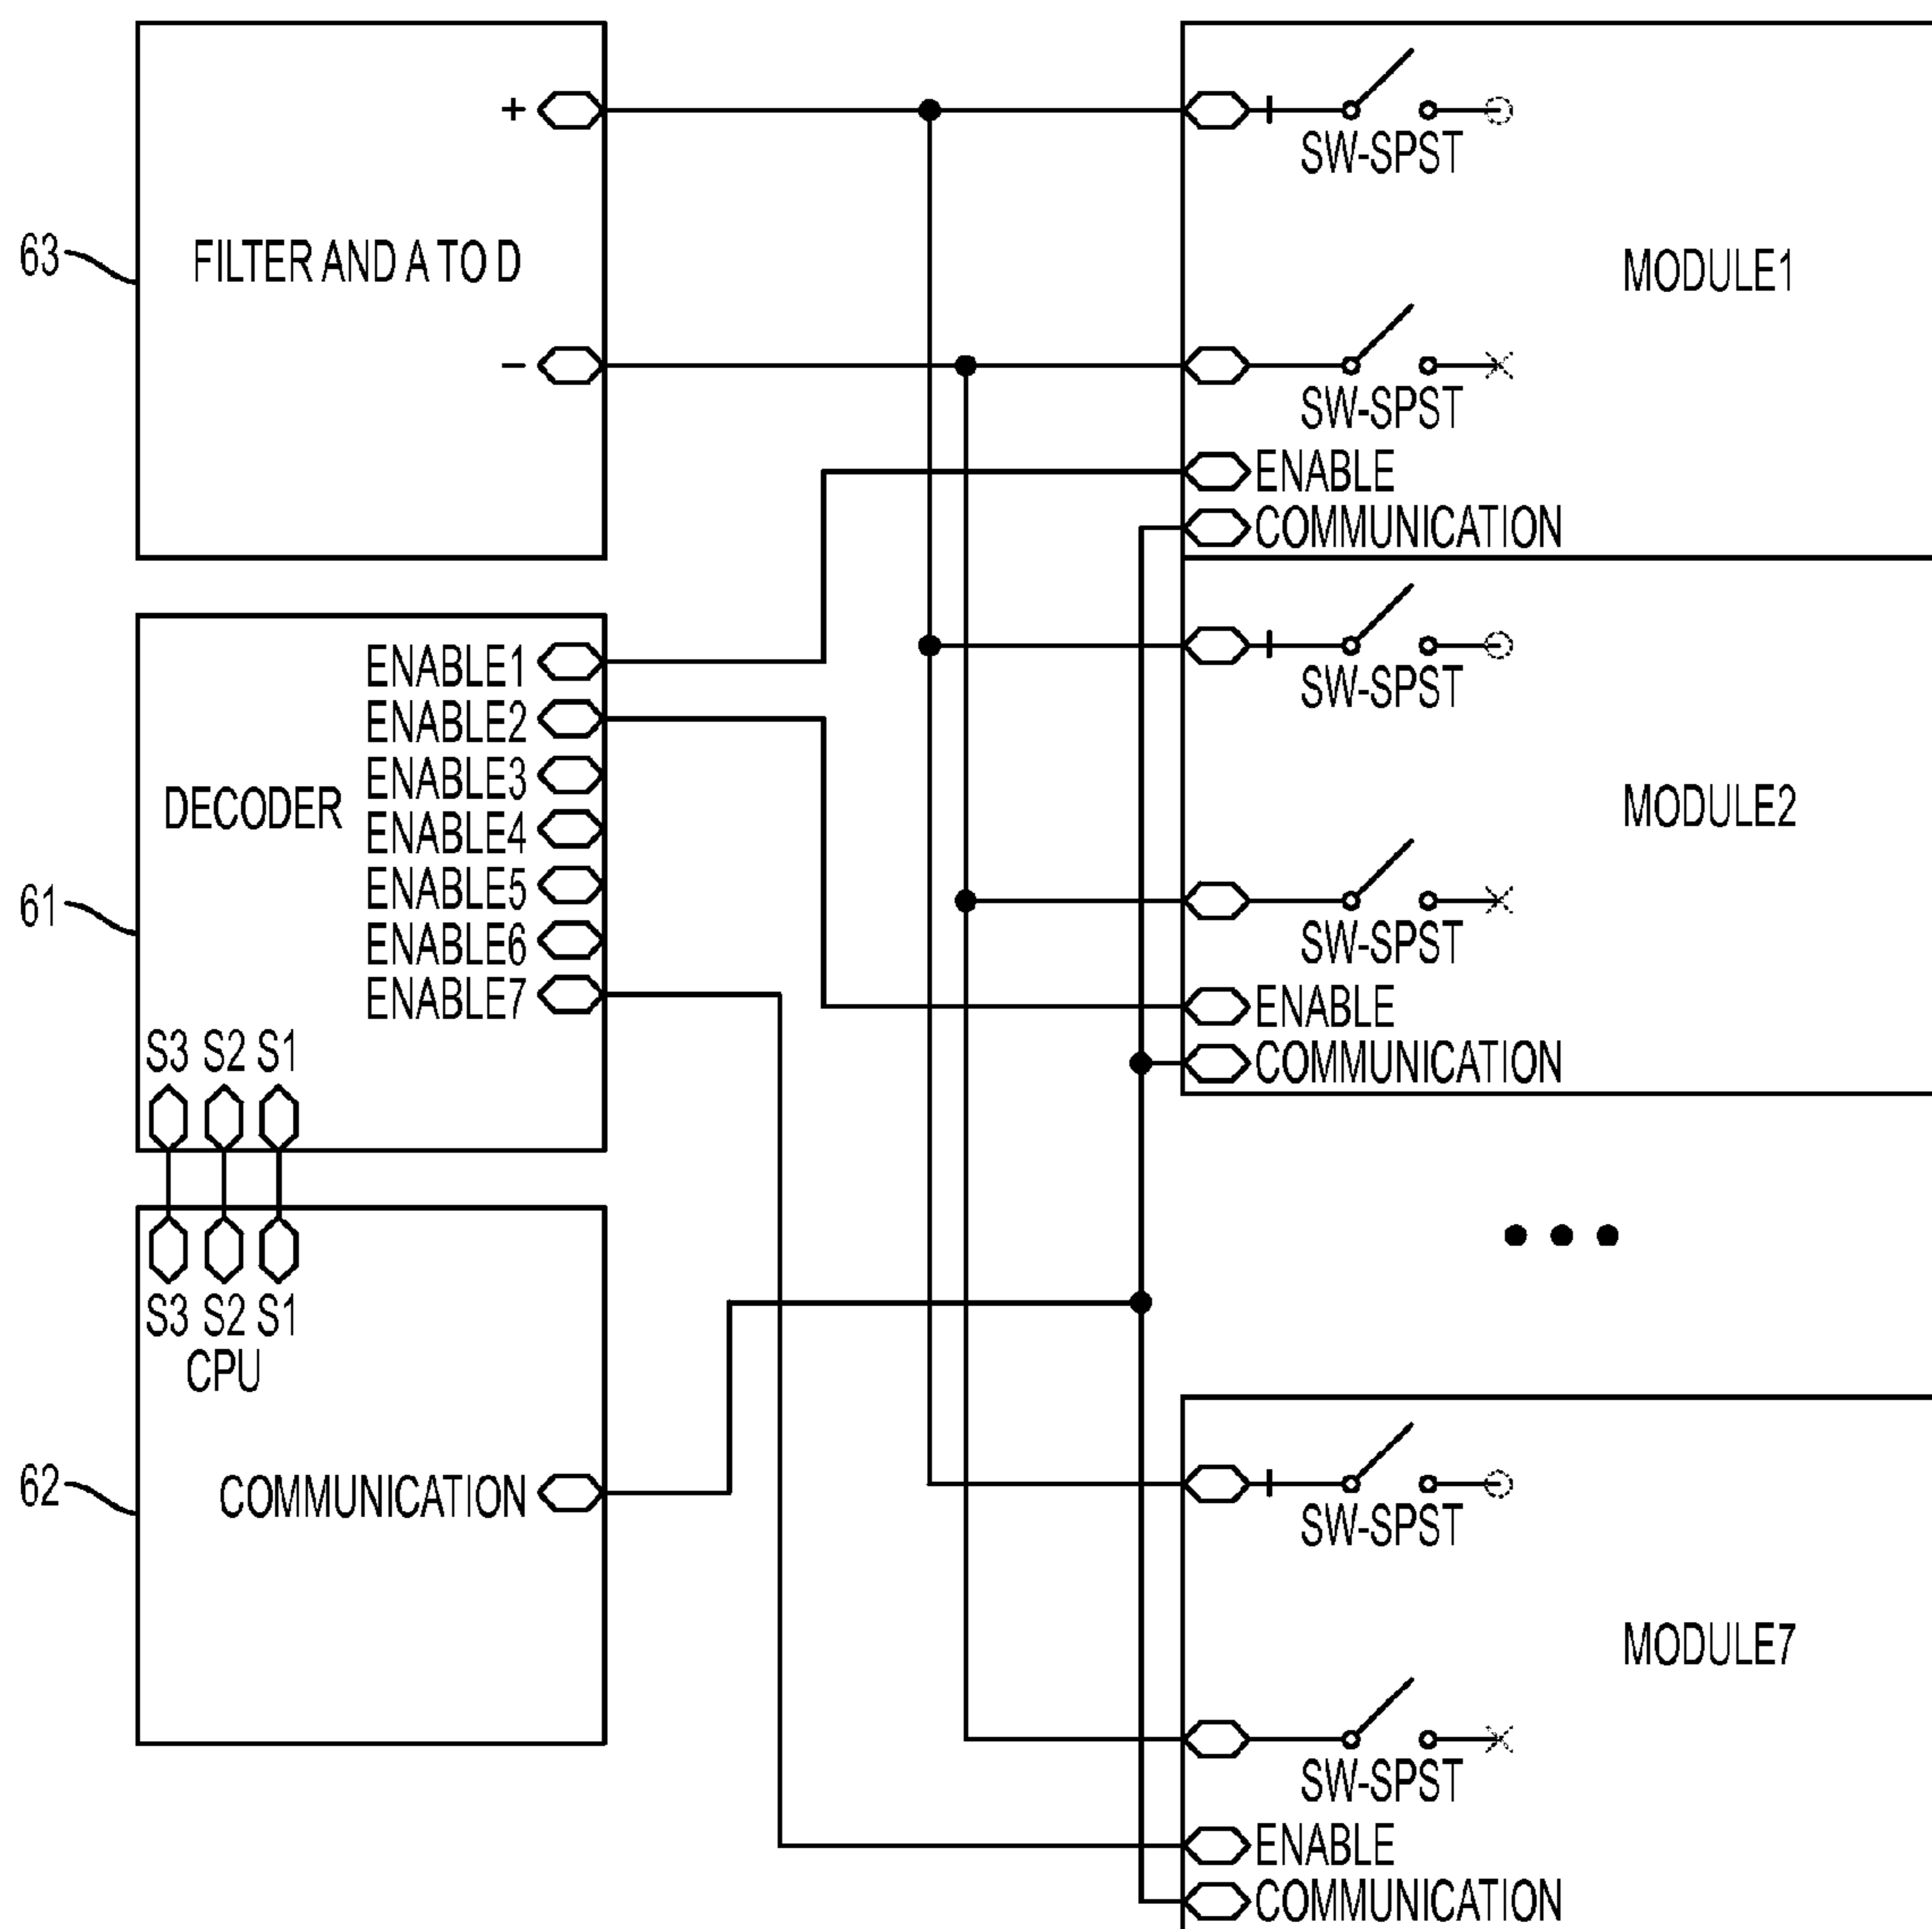 +
SW-SPST
63
FILTER AND A TO D
MODULE1
−
SW-SPST
ENABLE
COMMUNICATION
ENABLE1
ENABLE2
ENABLE3
ENABLE4
ENABLE5
ENABLE6
ENABLE7
DECODER
61
S3 S2 S1
SW-SPST
MODULE2
SW-SPST
ENABLE
COMMUNICATION
S3 S2 S1
CPU
62
COMMUNICATION
SW-SPST
MODULE7
SW-SPST
ENABLE
COMMUNICATION